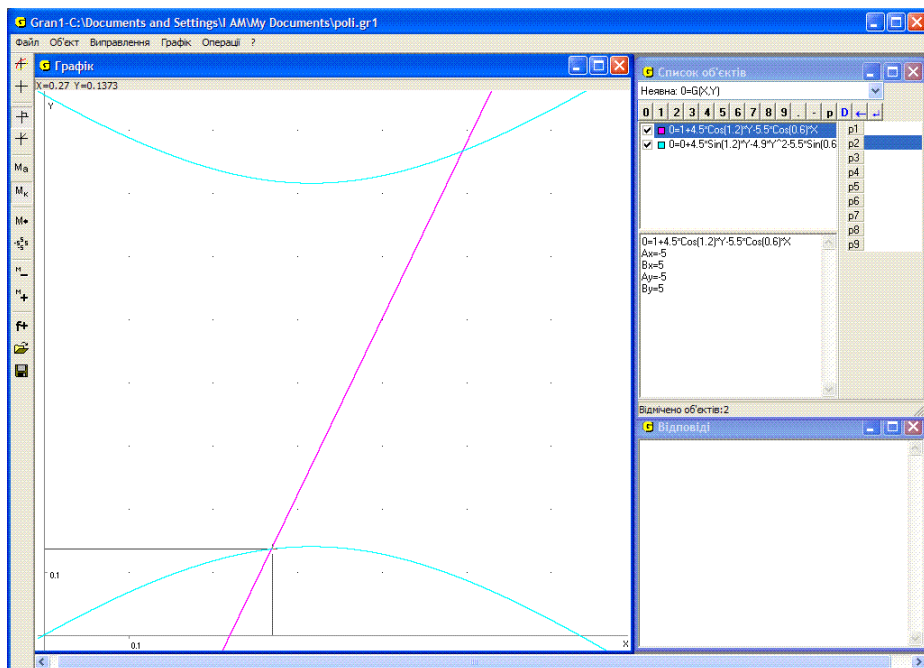 Gran1-C:\Documents and Settings\I AM\My Documents\poli.gr1
Файл Об'єкт Виправлення Графік Операції ?
Графік
X=0.27 Y=0.1373
Y
0.1
0.1
X
Список об'єктів
Неявна: 0=G(X,Y)
0 1 2 3 4 5 6 7 8 9 . - p D ← ↲
0=1+4.5*Cos(1.2)*Y-5.5*Cos(0.6)*X
0=0+4.5*Sin(1.2)*Y-4.9*Y^2-5.5*Sin(0.6
p1
p2
p3
p4
p5
p6
p7
p8
p9
0=1+4.5*Cos(1.2)*Y-5.5*Cos(0.6)*X
Ax=-5
Bx=5
Ay=-5
By=5
Відмічено об'єктів:2
Відповіді
Ma
Mк
M
M
M
f+